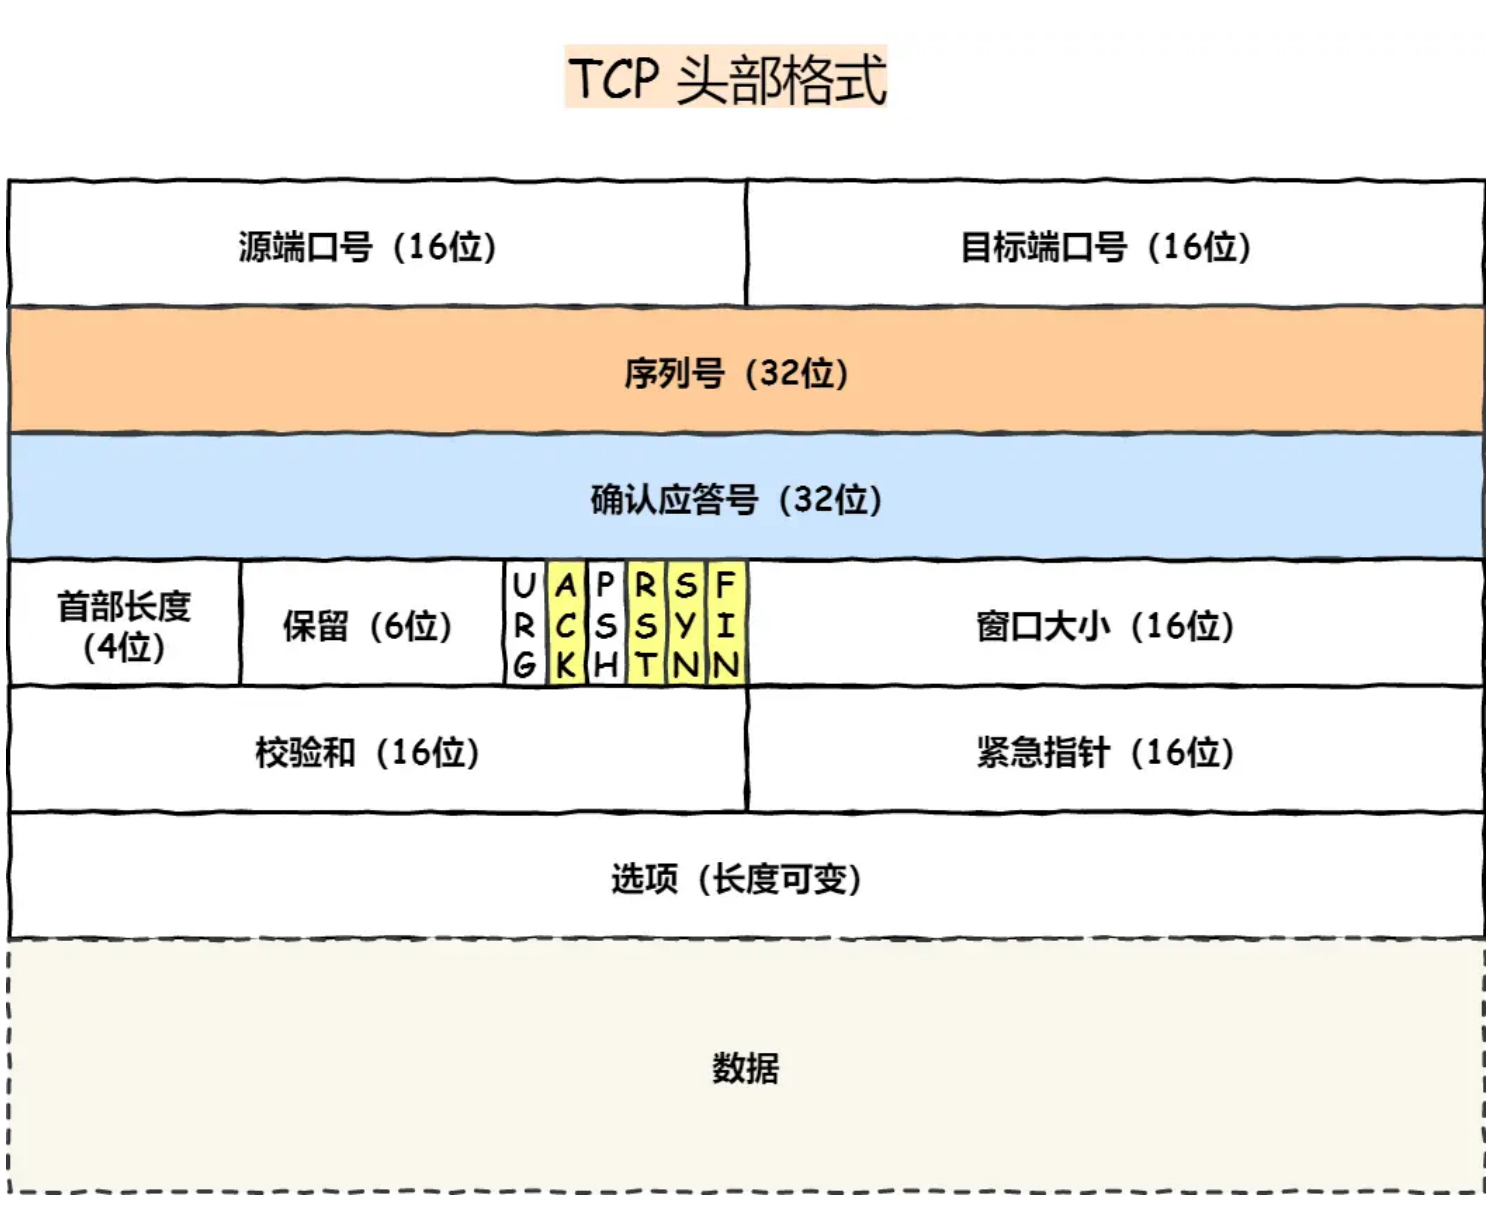 TCP 头部格式
源端口号（16位）
目标端口号（16位）
序列号（32位）
确认应答号（32位）
首部长度
(4位)
保留（6位）
URG
ACK
PSH
RST
SYN
FIN
窗口大小（16位）
校验和（16位）
紧急指针（16位）
选项（长度可变）
数据